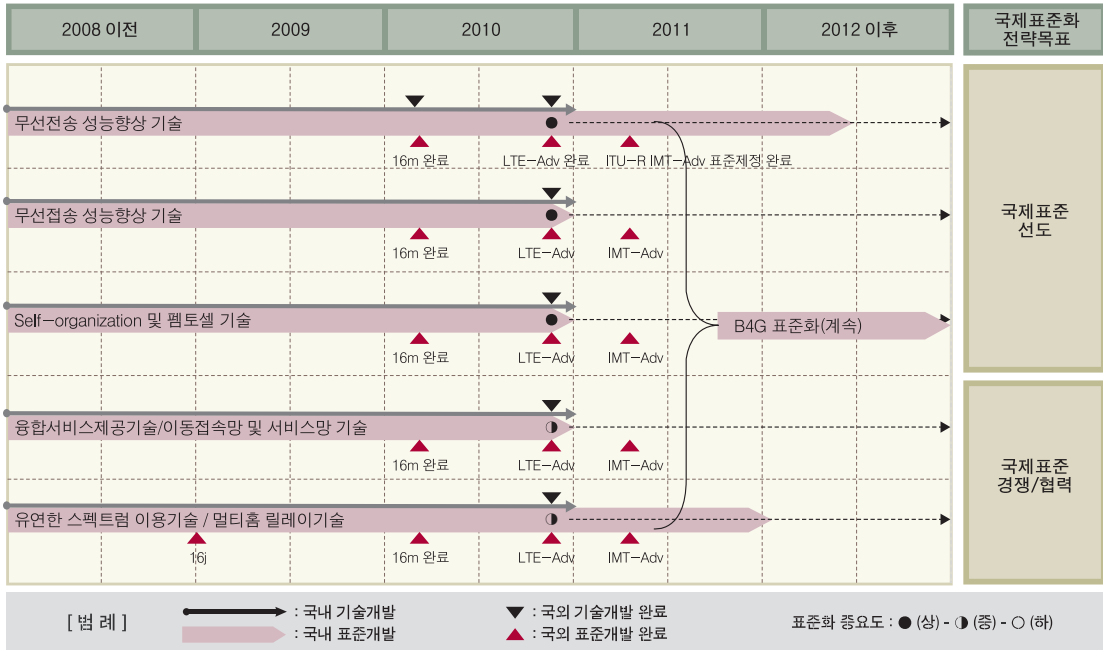 2008 이전
2009
2010
2011
2012 이후
국제표준화
전략목표
무선전송 성능향상 기술
16m 완료
LTE-Adv 완료
ITU-R IMT-Adv 표준제정 완료
무선접송 성능향상 기술
16m 완료
LTE-Adv
IMT-Adv
국제표준
선도
Self-organization 및 펨토셀 기술
B4G 표준화(계속)
16m 완료
LTE-Adv
IMT-Adv
융합서비스제공기술/이동접속망 및 서비스망 기술
16m 완료
LTE-Adv
IMT-Adv
국제표준
경쟁/협력
유연한 스펙트럼 이용기술 / 멀티홈 릴레이기술
16j
16m 완료
LTE-Adv
IMT-Adv
[ 범 례 ]
: 국내 기술개발
: 국외 기술개발 완료
표준화 중요도 : ● (상) - ◑ (중) - ○ (하)
: 국내 표준개발
: 국외 표준개발 완료